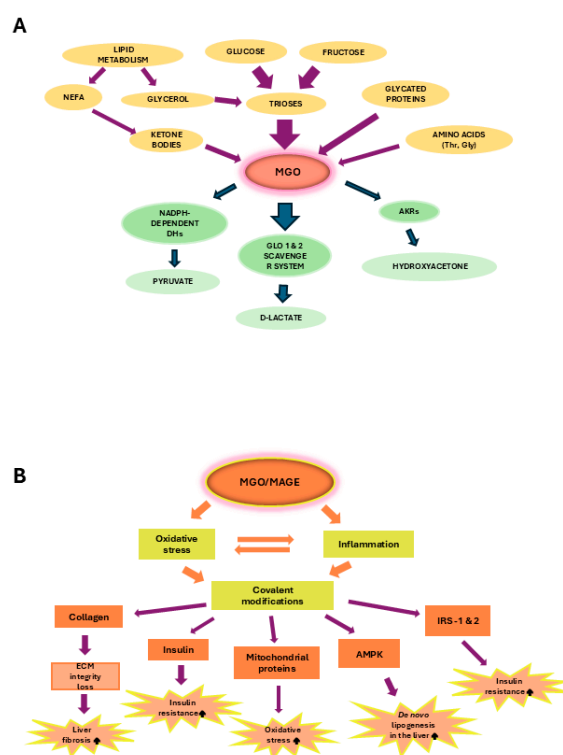 A
LIPID
METABOLISM
GLUCOSE
FRUCTOSE
NEFA
GLYCEROL
TRIOSES
GLYCATED
PROTEINS
KETONE
BODIES
AMINO ACIDS
(Thr, Gly)
MGO
NADPH-
DEPENDENT
DHs
AKRs
GLO 1 & 2
SCAVENGE
R SYSTEM
PYRUVATE
HYDROXYACETONE
D-LACTATE
B
MGO/MAGE
Oxidative
stress
Inflammation
Covalent
modifications
Collagen
Insulin
Mitochondrial
proteins
AMPK
IRS -1 & 2
ECM
integrity
loss
Insulin
resistance
Liver
fibrosis
Insulin
resistance
Oxidative
stress
De novo
lipogenesis
in the liver